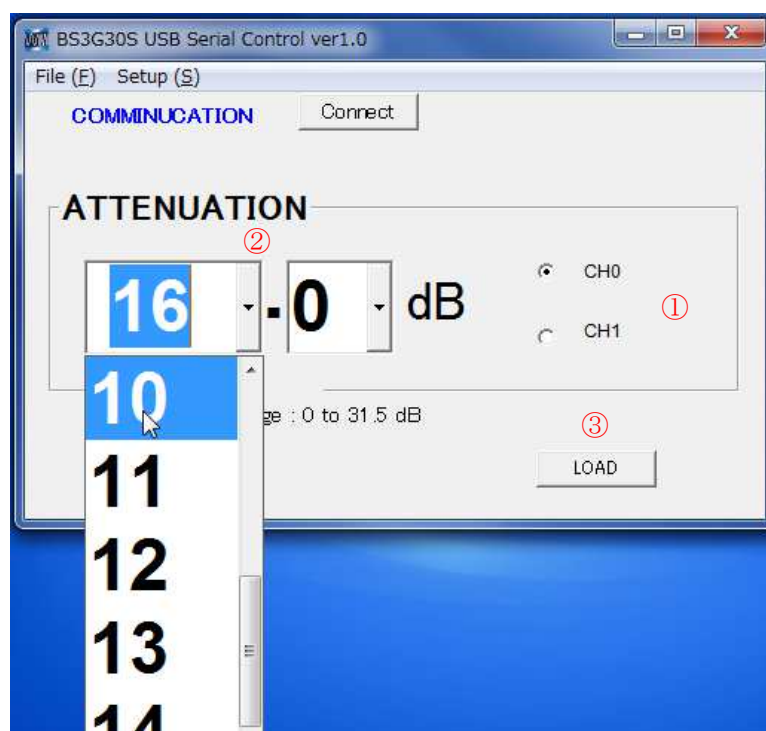 BS3G30S USB Serial Control ver1.0
File (F) Setup (S)
COMMINUCATION Connect
ATTENUATION
②
16 . 0 dB
CH0
①
CH1
10
: 0 to 31.5 dB
③
11
LOAD
12
13
14